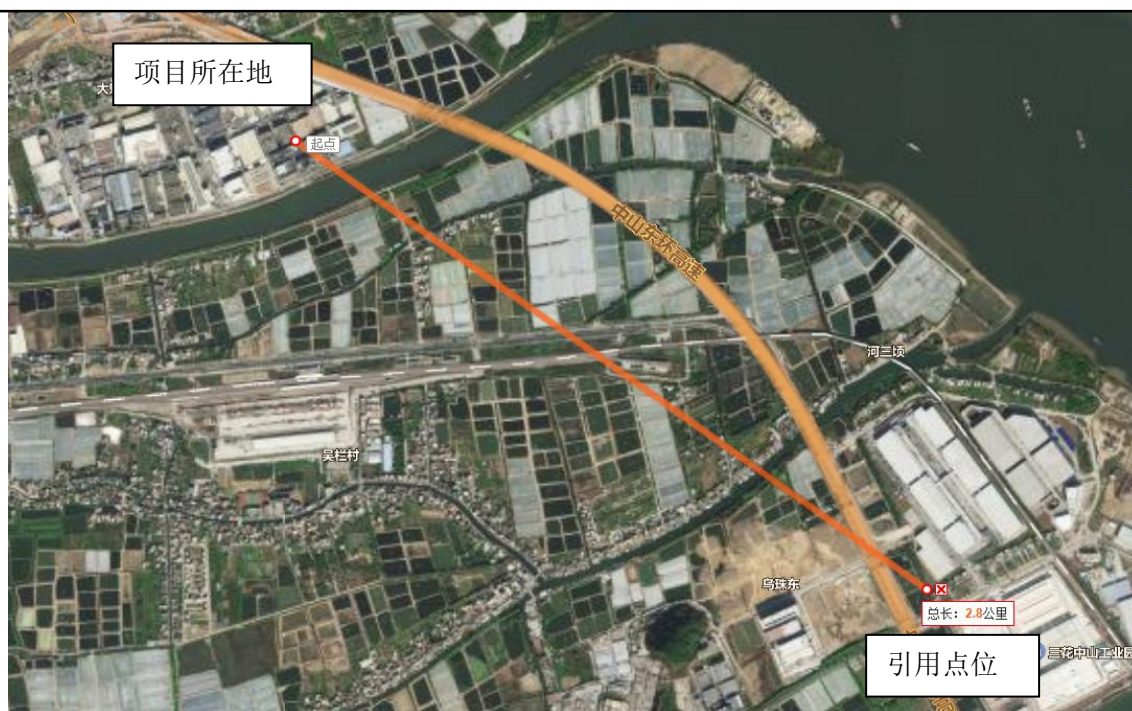 项目所在地
起点
中山东环高速
河三顷
吴栏村
乌珠东
总长：2.8公里
引用点位
三花中山工业园